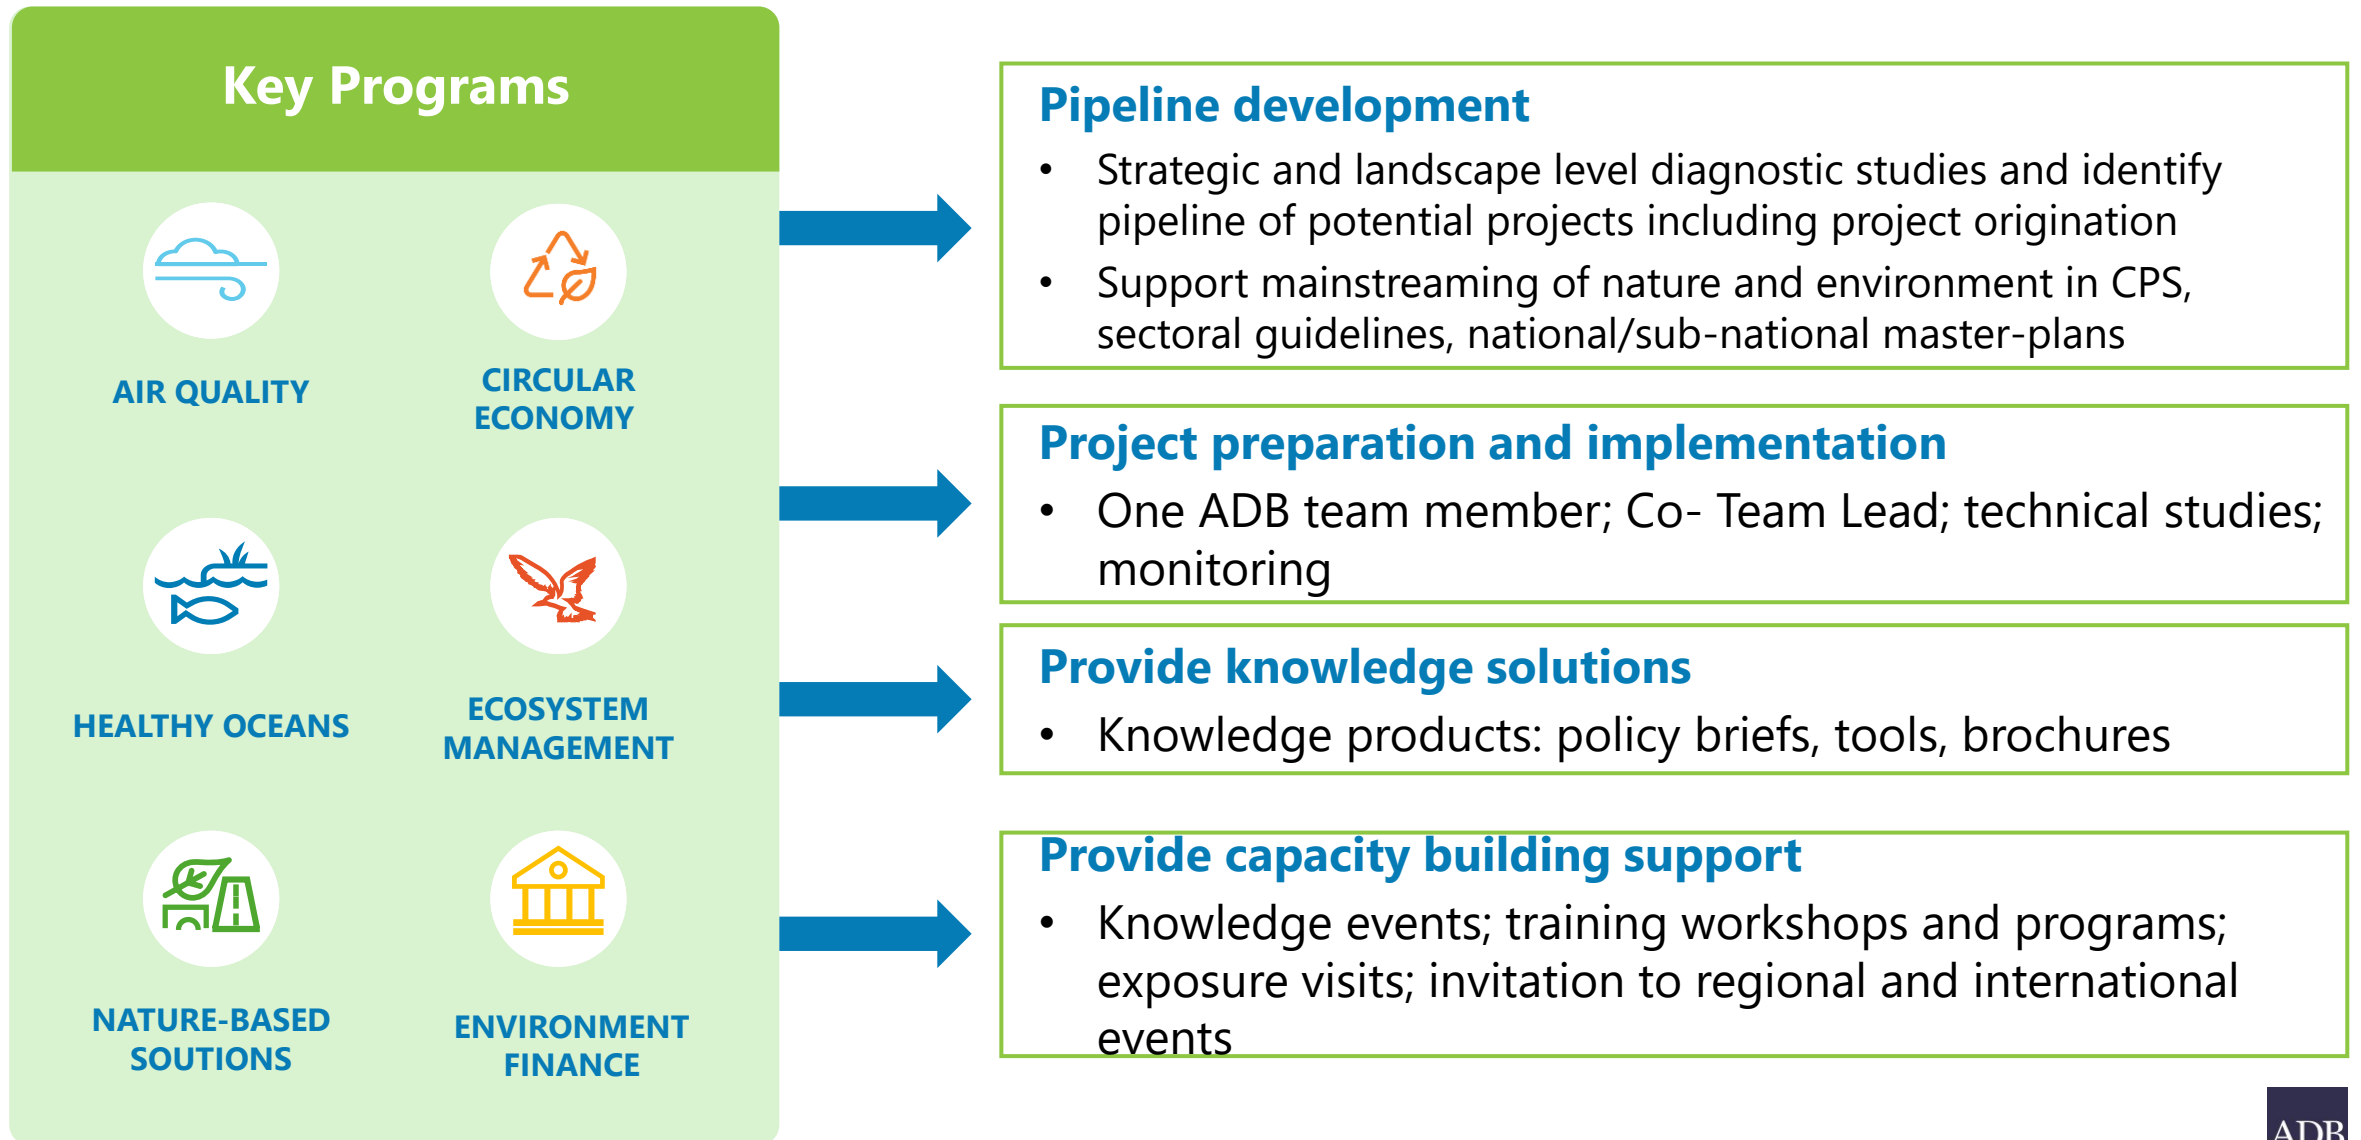 Key Programs
AIR QUALITY
CIRCULAR
ECONOMY
HEALTHY OCEANS
ECOSYSTEM
MANAGEMENT
NATURE-BASED
SOUTIONS
ENVIRONMENT
FINANCE
Pipeline development
• Strategic and landscape level diagnostic studies and identify
pipeline of potential projects including project origination
• Support mainstreaming of nature and environment in CPS,
sectoral guidelines, national/sub-national master-plans
Project preparation and implementation
• One ADB team member; Co- Team Lead; technical studies;
monitoring
Provide knowledge solutions
• Knowledge products: policy briefs, tools, brochures
Provide capacity building support
• Knowledge events; training workshops and programs;
exposure visits; invitation to regional and international
events
ADB